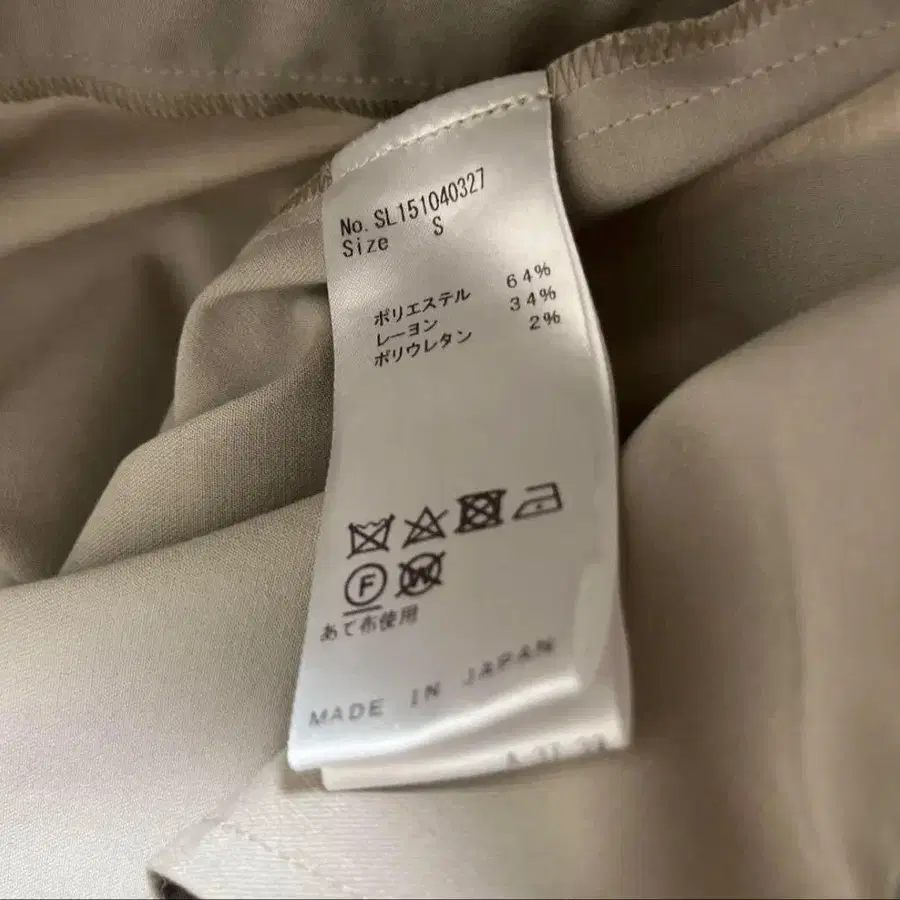 No. SL151040327
Size S
ポリエステル 64%
レーヨン 34%
ポリウレタン 2%
F W
あて布使用
MADE IN JAPAN